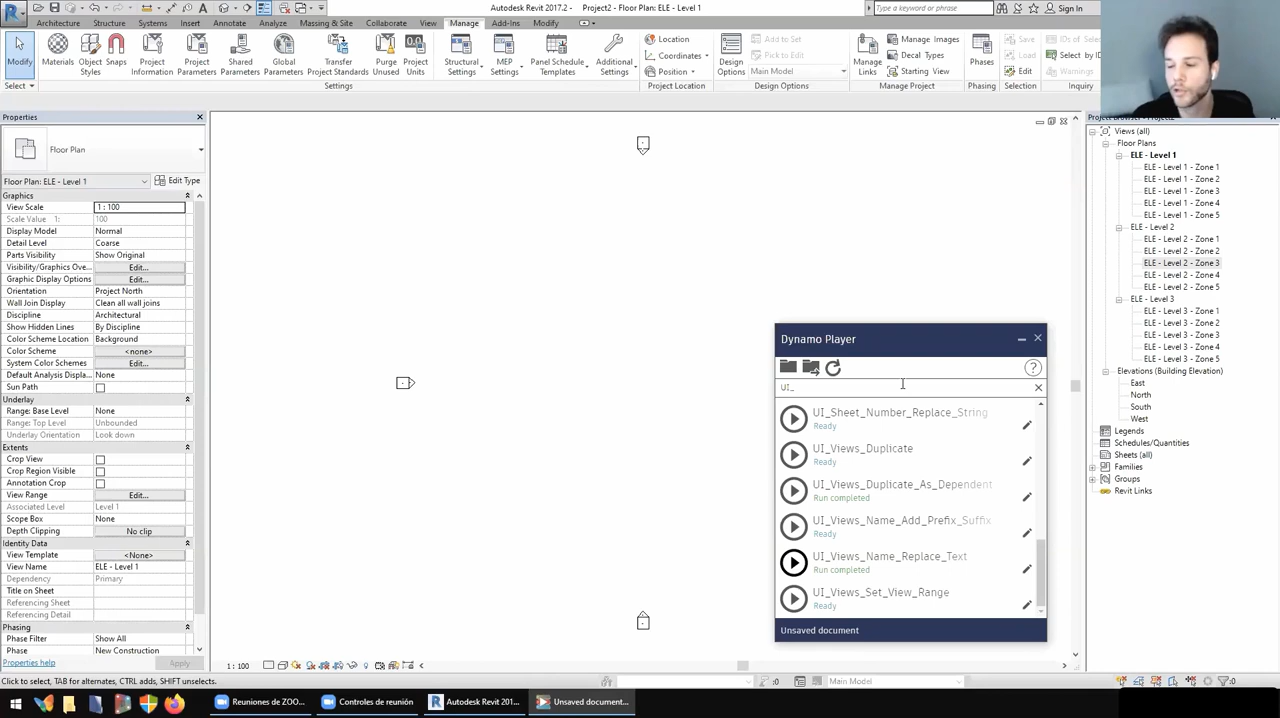 Autodesk Revit 2017.2 - Project2 - Floor Plan: ELE - Level 1
Type a keyword or phrase
Sign In
Architecture Structure Systems Insert Annotate Analyze Massing & Site Collaborate View Manage Add-Ins Modify
Modify
Materials
Object Styles
Snaps
Project Information
Project Parameters
Shared Parameters
Global Parameters
Transfer Project Standards
Purge Unused
Project Units
Structural Settings
MEP Settings
Panel Schedule Templates
Additional Settings
Location
Coordinates
Position
Design Options
Add to Set
Pick to Edit
Main Model
Manage Links
Manage Images
Decal Types
Starting View
Phases
Save
Load
Edit
IDs of Sel
Select by ID
Warnings
Select
Settings
Project Location
Design Options
Manage Project
Phasing
Selection
Inquiry
Properties
Floor Plan
Floor Plan: ELE - Level 1
Edit Type
Graphics
View Scale 1 : 100
Scale Value 1: 100
Display Model Normal
Detail Level Coarse
Parts Visibility Show Original
Visibility/Graphics Ove... Edit...
Graphic Display Options Edit...
Orientation Project North
Wall Join Display Clean all wall joins
Discipline Architectural
Show Hidden Lines By Discipline
Color Scheme Location Background
Color Scheme <none>
System Color Schemes Edit...
Default Analysis Displa... None
Sun Path
Underlay
Range: Base Level None
Range: Top Level Unbounded
Underlay Orientation Look down
Extents
Crop View
Crop Region Visible
Annotation Crop
View Range Edit...
Associated Level Level 1
Scope Box None
Depth Clipping No clip
Identity Data
View Template <None>
View Name ELE - Level 1
Dependency Primary
Title on Sheet
Referencing Sheet
Referencing Detail
Phasing
Phase Filter Show All
Phase New Construction
Properties help
Apply
Dynamo Player
UI_
UI_Sheet_Number_Replace_String
Ready
UI_Views_Duplicate
Ready
UI_Views_Duplicate_As_Dependent
Run completed
UI_Views_Name_Add_Prefix_Suffix
Ready
UI_Views_Name_Replace_Text
Run completed
UI_Views_Set_View_Range
Ready
Unsaved document
Project Browser - Project2
Views (all)
Floor Plans
ELE - Level 1
ELE - Level 1 - Zone 1
ELE - Level 1 - Zone 2
ELE - Level 1 - Zone 3
ELE - Level 1 - Zone 4
ELE - Level 1 - Zone 5
ELE - Level 2
ELE - Level 2 - Zone 1
ELE - Level 2 - Zone 2
ELE - Level 2 - Zone 3
ELE - Level 2 - Zone 4
ELE - Level 2 - Zone 5
ELE - Level 3
ELE - Level 3 - Zone 1
ELE - Level 3 - Zone 2
ELE - Level 3 - Zone 3
ELE - Level 3 - Zone 4
ELE - Level 3 - Zone 5
Elevations (Building Elevation)
East
North
South
West
Legends
Schedules/Quantities
Sheets (all)
Families
Groups
Revit Links
1 : 100
Click to select, TAB for alternates, CTRL adds, SHIFT unselects.
:0
Main Model
:0
Reuniones de ZOO...
Controles de reunión
Autodesk Revit 201...
Unsaved document...